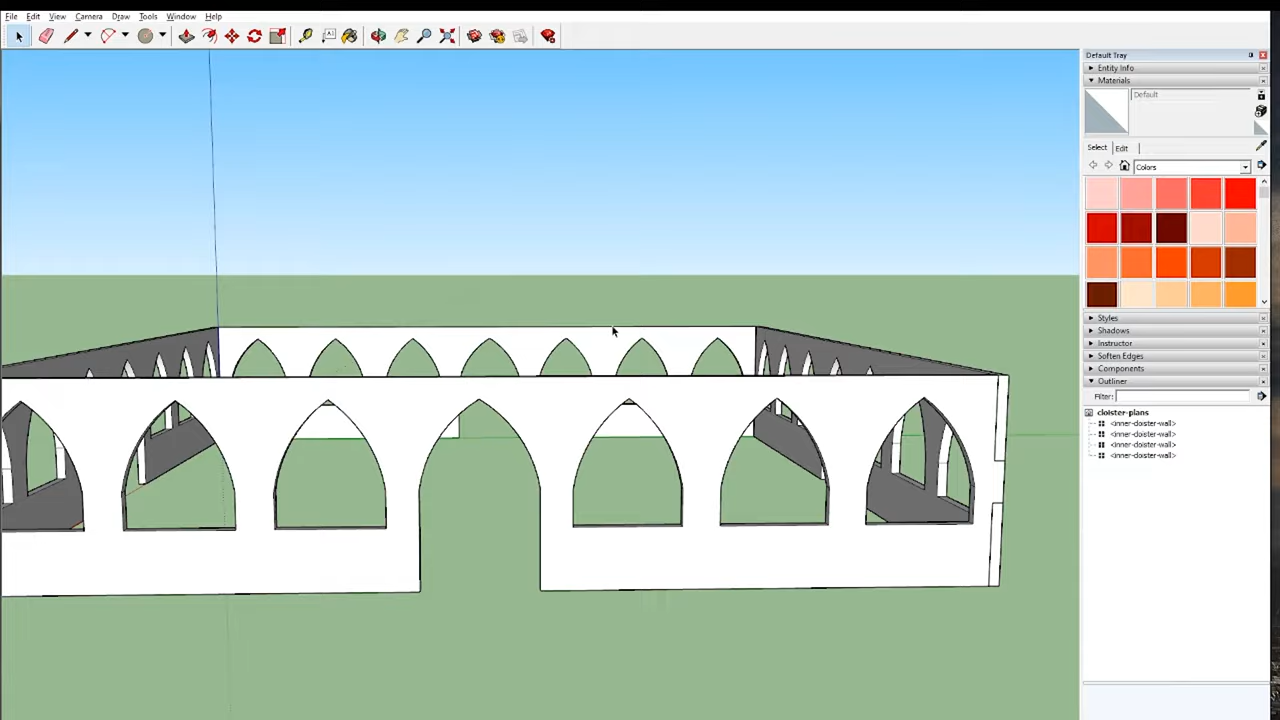 File Edit View Camera Draw Tools Window Help
Default Tray
Entity Info
Materials
Default
Select Edit
Colors
Styles
Shadows
Instructor
Soften Edges
Components
Outliner
Filter:
cloister-plans
<inner-cloister-wall>
<inner-cloister-wall>
<inner-cloister-wall>
<inner-cloister-wall>